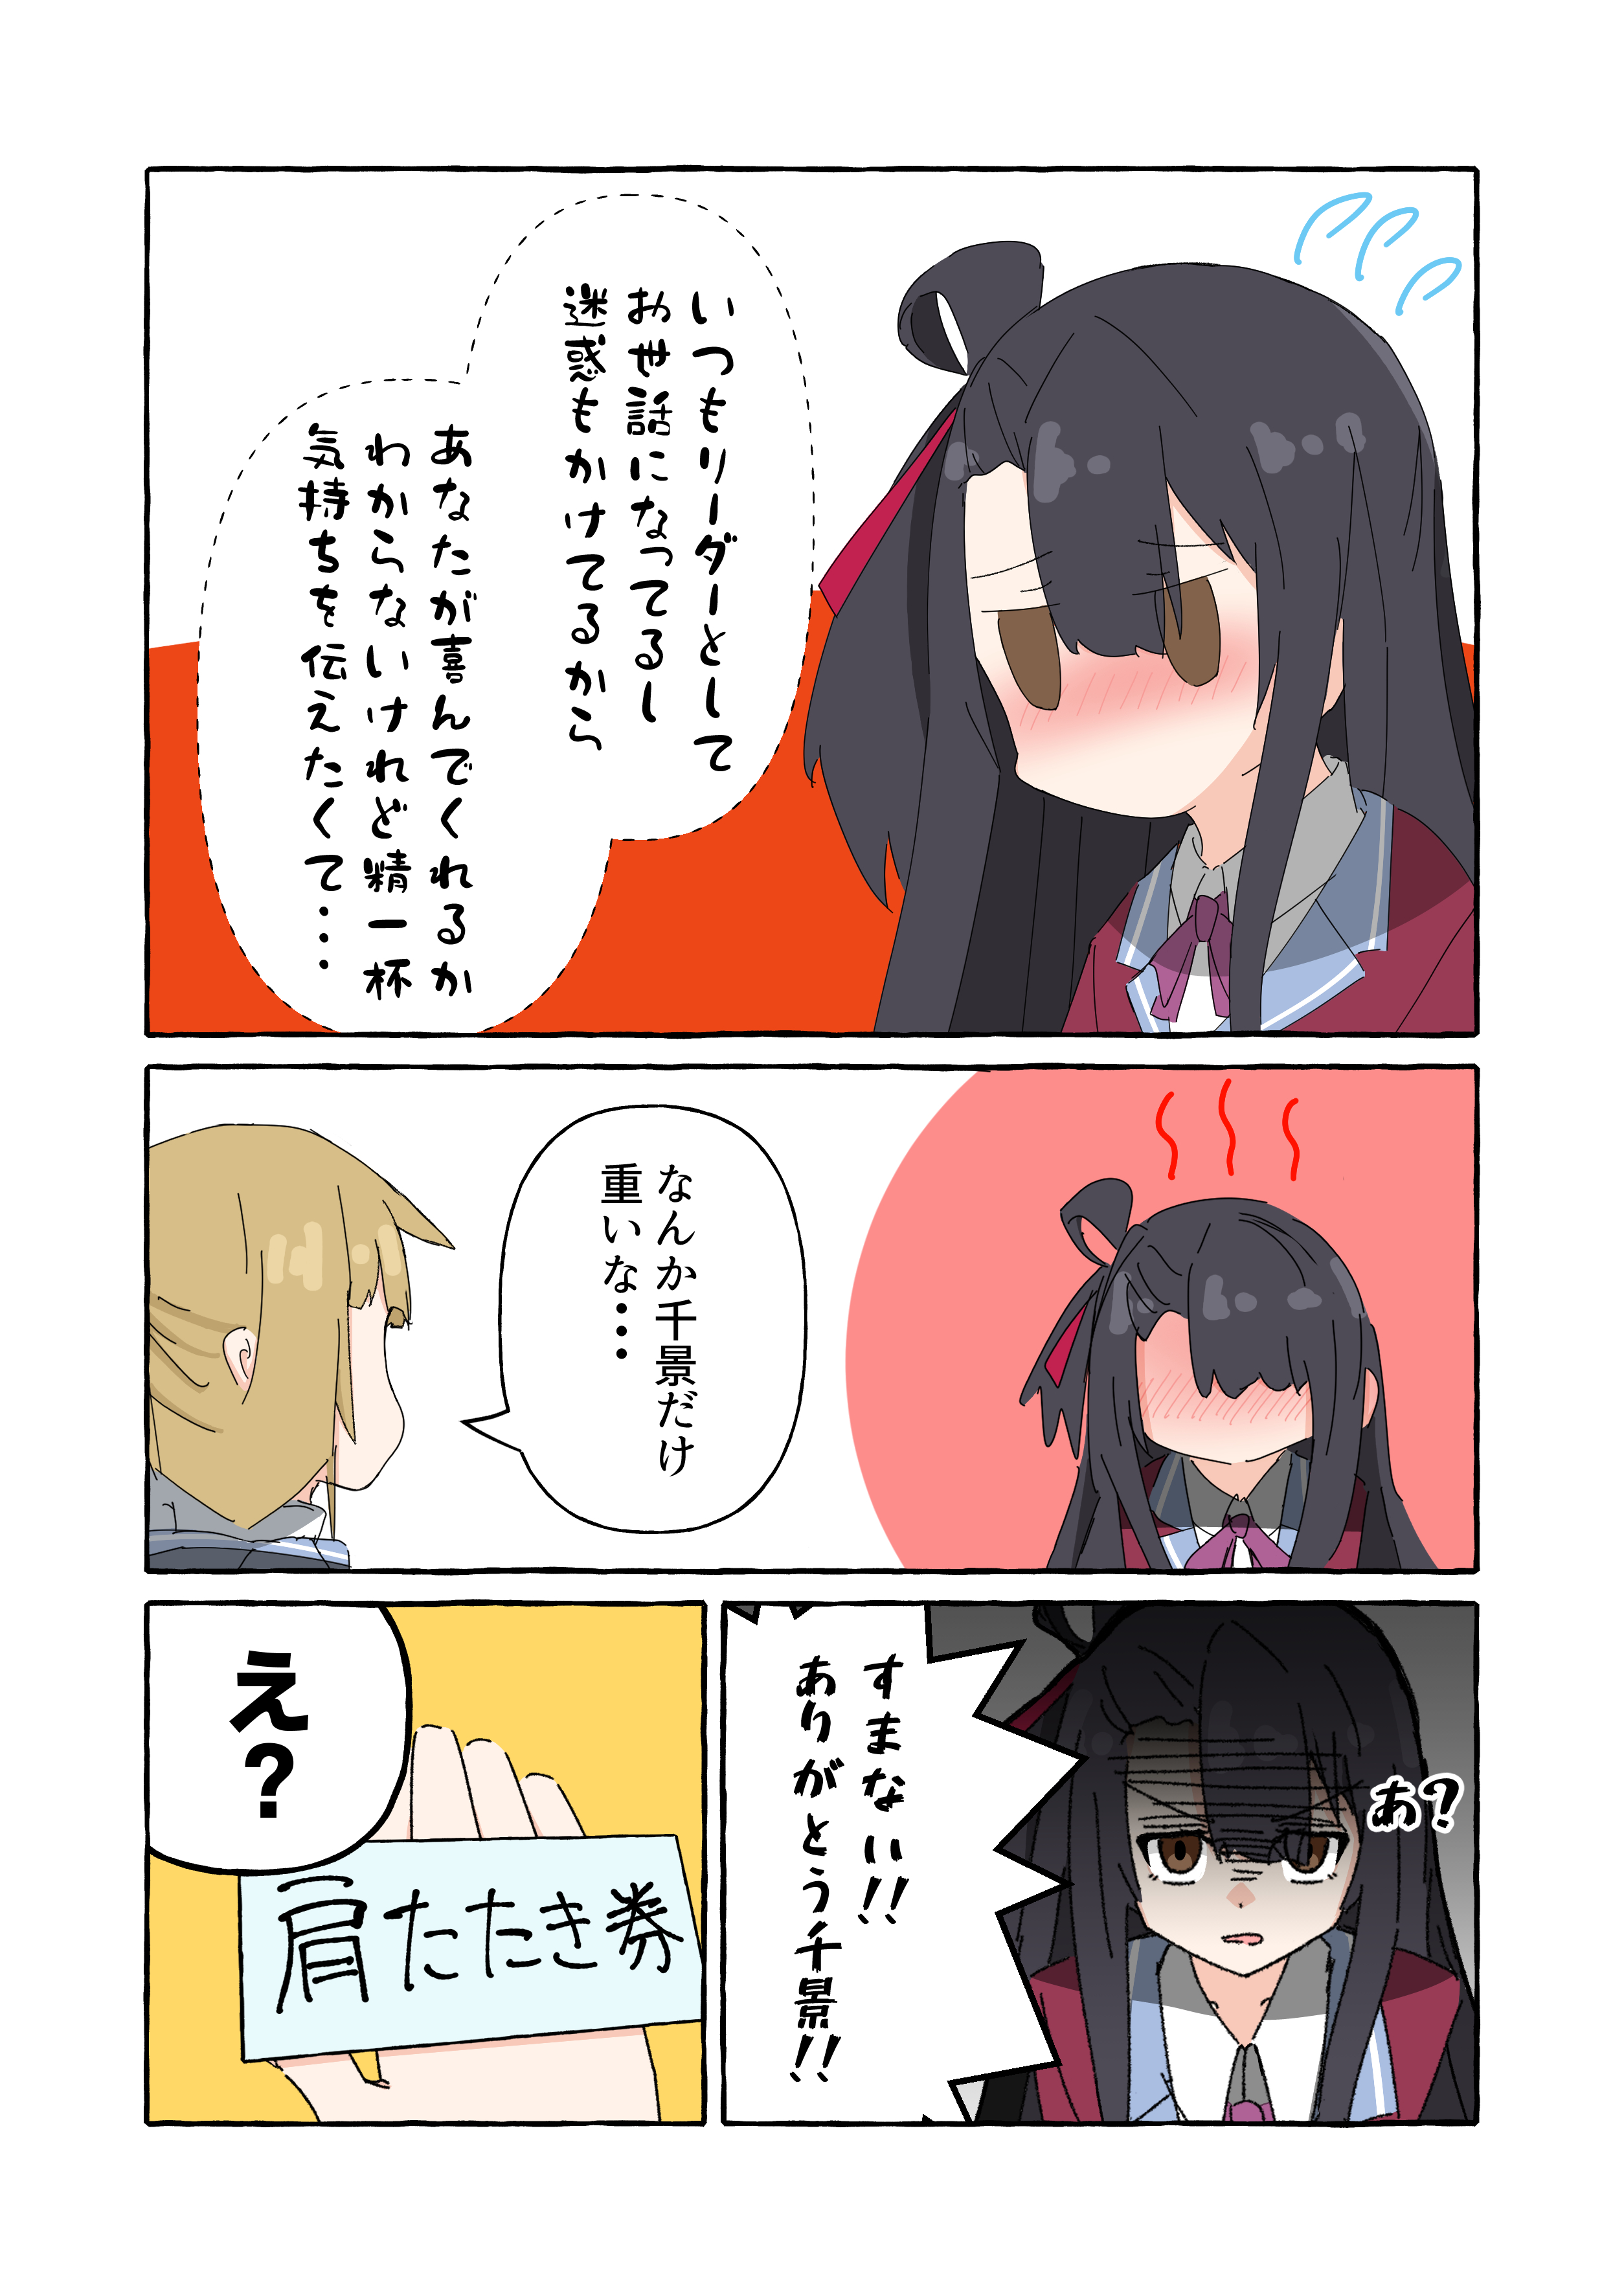 いつもリーダーとして
お世話になってるし
迷惑もかけてるから
あなたが喜んでくれるか
わからないけれど精一杯
気持ちを伝えたくて・・・
なんか千景だけ
重いな・・・
あ?
すまない!!
ありがとう千景!!
え?
肩たたき券